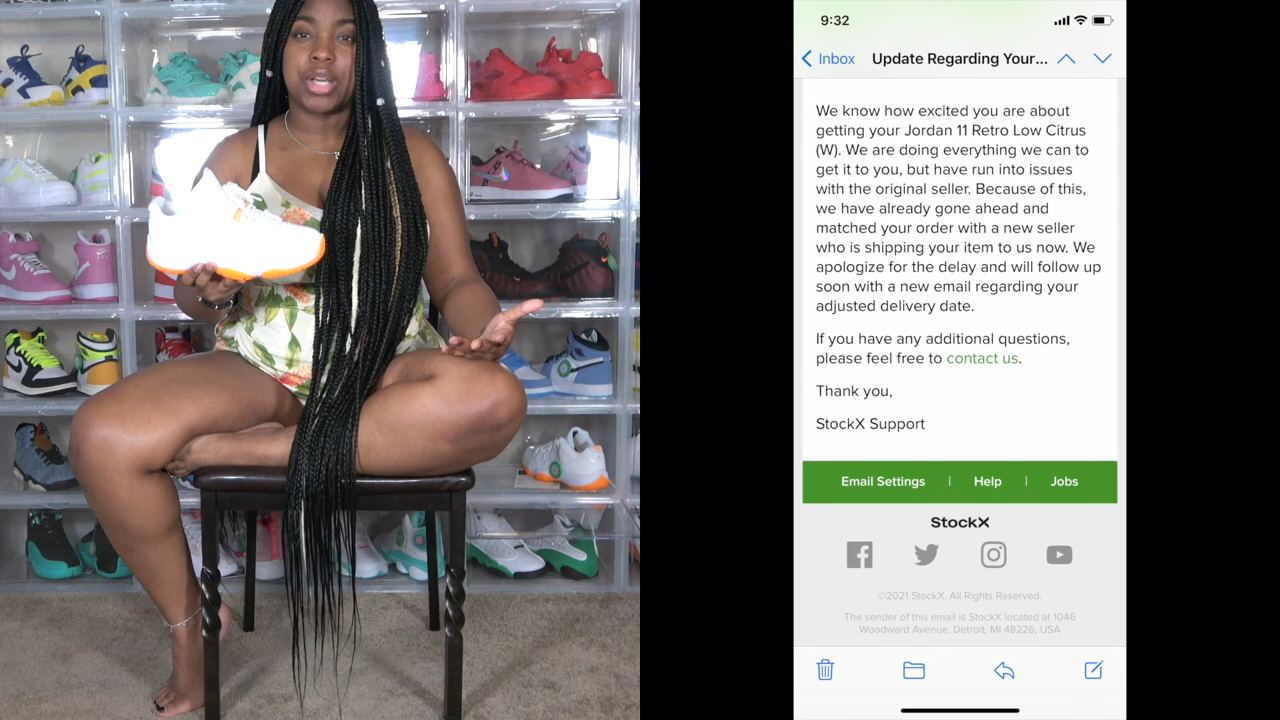 9:32
Inbox
Update Regarding Your...
We know how excited you are about
getting your Jordan 11 Retro Low Citrus
(W). We are doing everything we can to
get it to you, but have run into issues
with the original seller. Because of this,
we have already gone ahead and
matched your order with a new seller
who is shipping your item to us now. We
apologize for the delay and will follow up
soon with a new email regarding your
adjusted delivery date.
If you have any additional questions,
please feel free to contact us.
Thank you,
StockX Support
Email Settings | Help | Jobs
StockX
©2021 StockX. All Rights Reserved.
The sender of this email is StockX located at 1046
Woodward Avenue, Detroit, MI 48226, USA